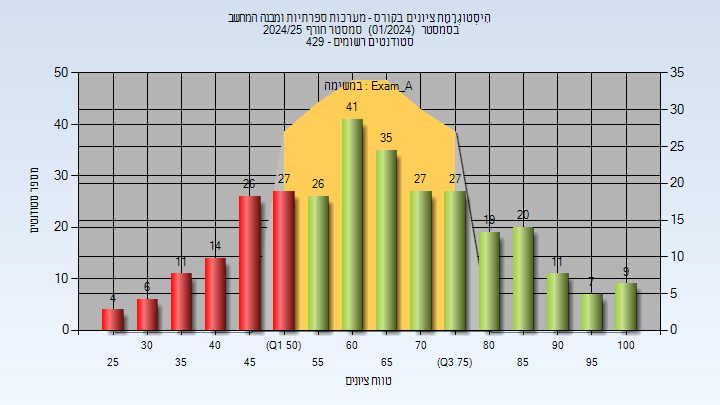 היסטוגרמת ציונים בקורס - מערכות ספרתיות ומבנה המחשב
בסמסטר (01/2024) סמסטר חורף 2024/25
סטודנטים רשומים - 429
במשימה : Exam_A
50 40 30 20 10 0
מספר סטודנטים
4 6 11 14 26 27 26 41 35 27 27 19 20 11 7 9
35 30 25 20 15 10 5 0
30 40 (Q1 50) 60 70 80 90 100
25 35 45 55 65 (Q3 75) 85 95
טווח ציונים